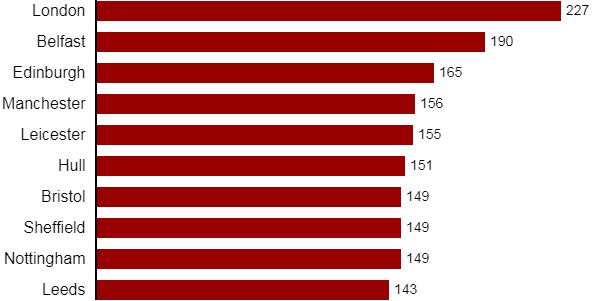 London 227
Belfast 190
Edinburgh 165
Manchester 156
Leicester 155
Hull 151
Bristol 149
Sheffield 149
Nottingham 149
Leeds 143